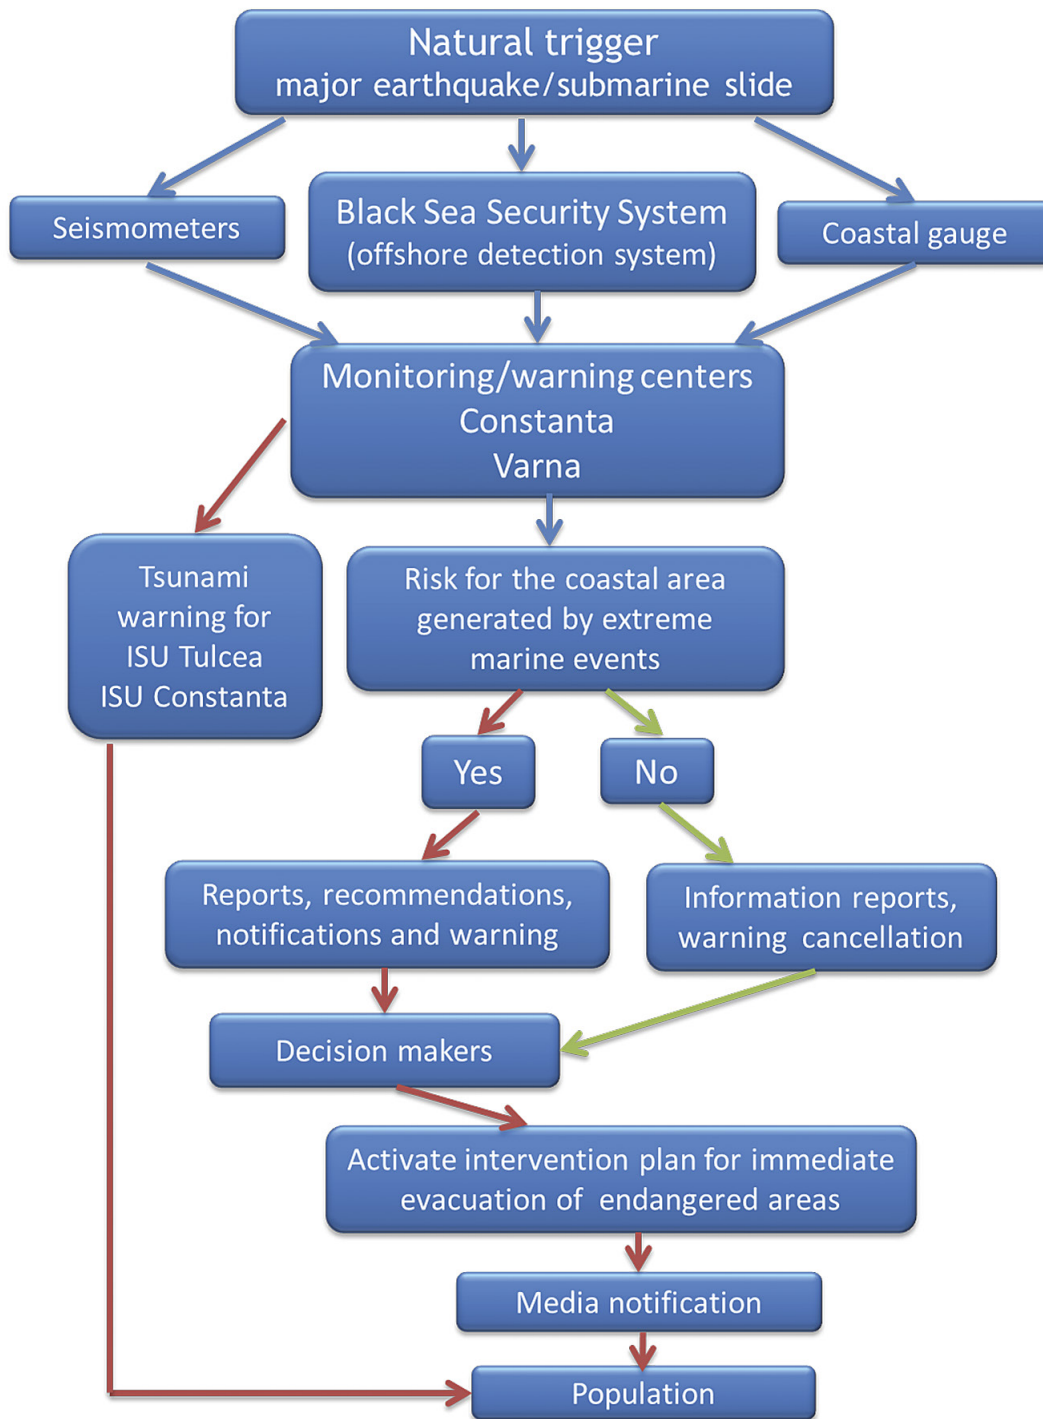 Natural trigger
major earthquake/submarine slide
Seismometers
Black Sea Security System
(offshore detection system)
Coastal gauge
Monitoring/warning centers
Constanta
Varna
Tsunami
warning for
ISU Tulcea
ISU Constanta
Risk for the coastal area
generated by extreme
marine events
Yes
No
Reports, recommendations,
notifications and warning
Information reports,
warning cancellation
Decision makers
Activate intervention plan for immediate
evacuation of endangered areas
Media notification
Population